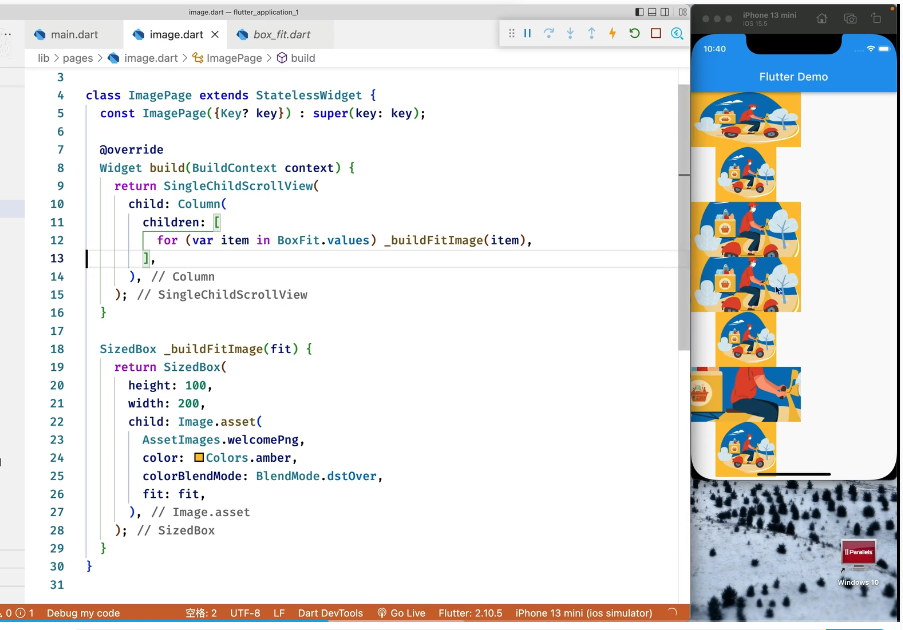 image.dart — flutter_application_1
main.dart
image.dart
box_fit.dart
lib > pages > image.dart > ImagePage > build
3
4 class ImagePage extends StatelessWidget {
5 const ImagePage({Key? key}) : super(key: key);
6
7 @override
8 Widget build(BuildContext context) {
9 return SingleChildScrollView(
10 child: Column(
11 children: [
12 for (var item in BoxFit.values) _buildFitImage(item),
13 ],
14 ), // Column
15 ); // SingleChildScrollView
16 }
17
18 SizedBox _buildFitImage(fit) {
19 return SizedBox(
20 height: 100,
21 width: 200,
22 child: Image.asset(
23 AssetImages.welcomePng,
24 color: Colors.amber,
25 colorBlendMode: BlendMode.dstOver,
26 fit: fit,
27 ), // Image.asset
28 ); // SizedBox
29 }
30 }
31
0 1 Debug my code 空格: 2 UTF-8 LF Dart DevTools Go Live Flutter: 2.10.5 iPhone 13 mini (ios simulator)
iPhone 13 mini
iOS 15.5
10:40
Flutter Demo
Parallels
Windows 10